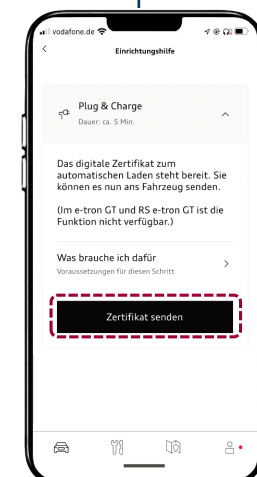 vodafone.de
Einrichtungshilfe
Plug & Charge
Dauer: ca. 5 Min.
Das digitale Zertifikat zum
automatischen Laden steht bereit. Sie
können es nun ans Fahrzeug senden.
(Im e-tron GT und RS e-tron GT ist die
Funktion nicht verfügbar.)
Was brauche ich dafür
Voraussetzungen für diesen Schritt
Zertifikat senden